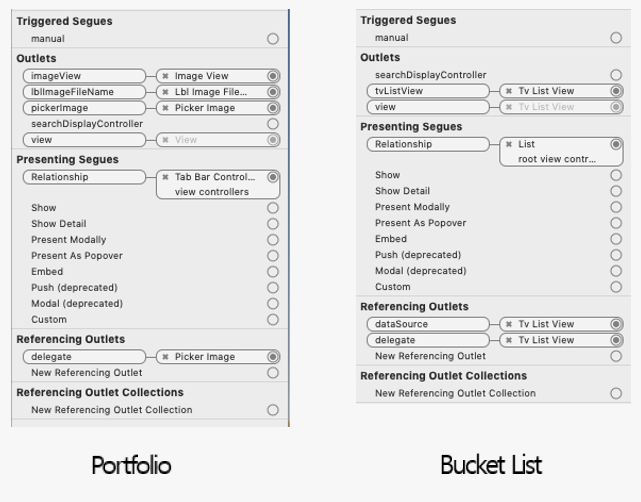 Triggered Segues
manual
Outlets
imageView ✖ Image View
lblImageFileName ✖ Lbl Image File...
pickerImage ✖ Picker Image
searchDisplayController
view ✖ View
Presenting Segues
Relationship ✖ Tab Bar Control...
view controllers
Show
Show Detail
Present Modally
Present As Popover
Embed
Push (deprecated)
Modal (deprecated)
Custom
Referencing Outlets
delegate ✖ Picker Image
New Referencing Outlet
Referencing Outlet Collections
New Referencing Outlet Collection
Portfolio
Triggered Segues
manual
Outlets
searchDisplayController
tvListView ✖ Tv List View
view ✖ Tv List View
Presenting Segues
Relationship ✖ List
root view contr...
Show
Show Detail
Present Modally
Present As Popover
Embed
Push (deprecated)
Modal (deprecated)
Custom
Referencing Outlets
dataSource ✖ Tv List View
delegate ✖ Tv List View
New Referencing Outlet
Referencing Outlet Collections
New Referencing Outlet Collection
Bucket List